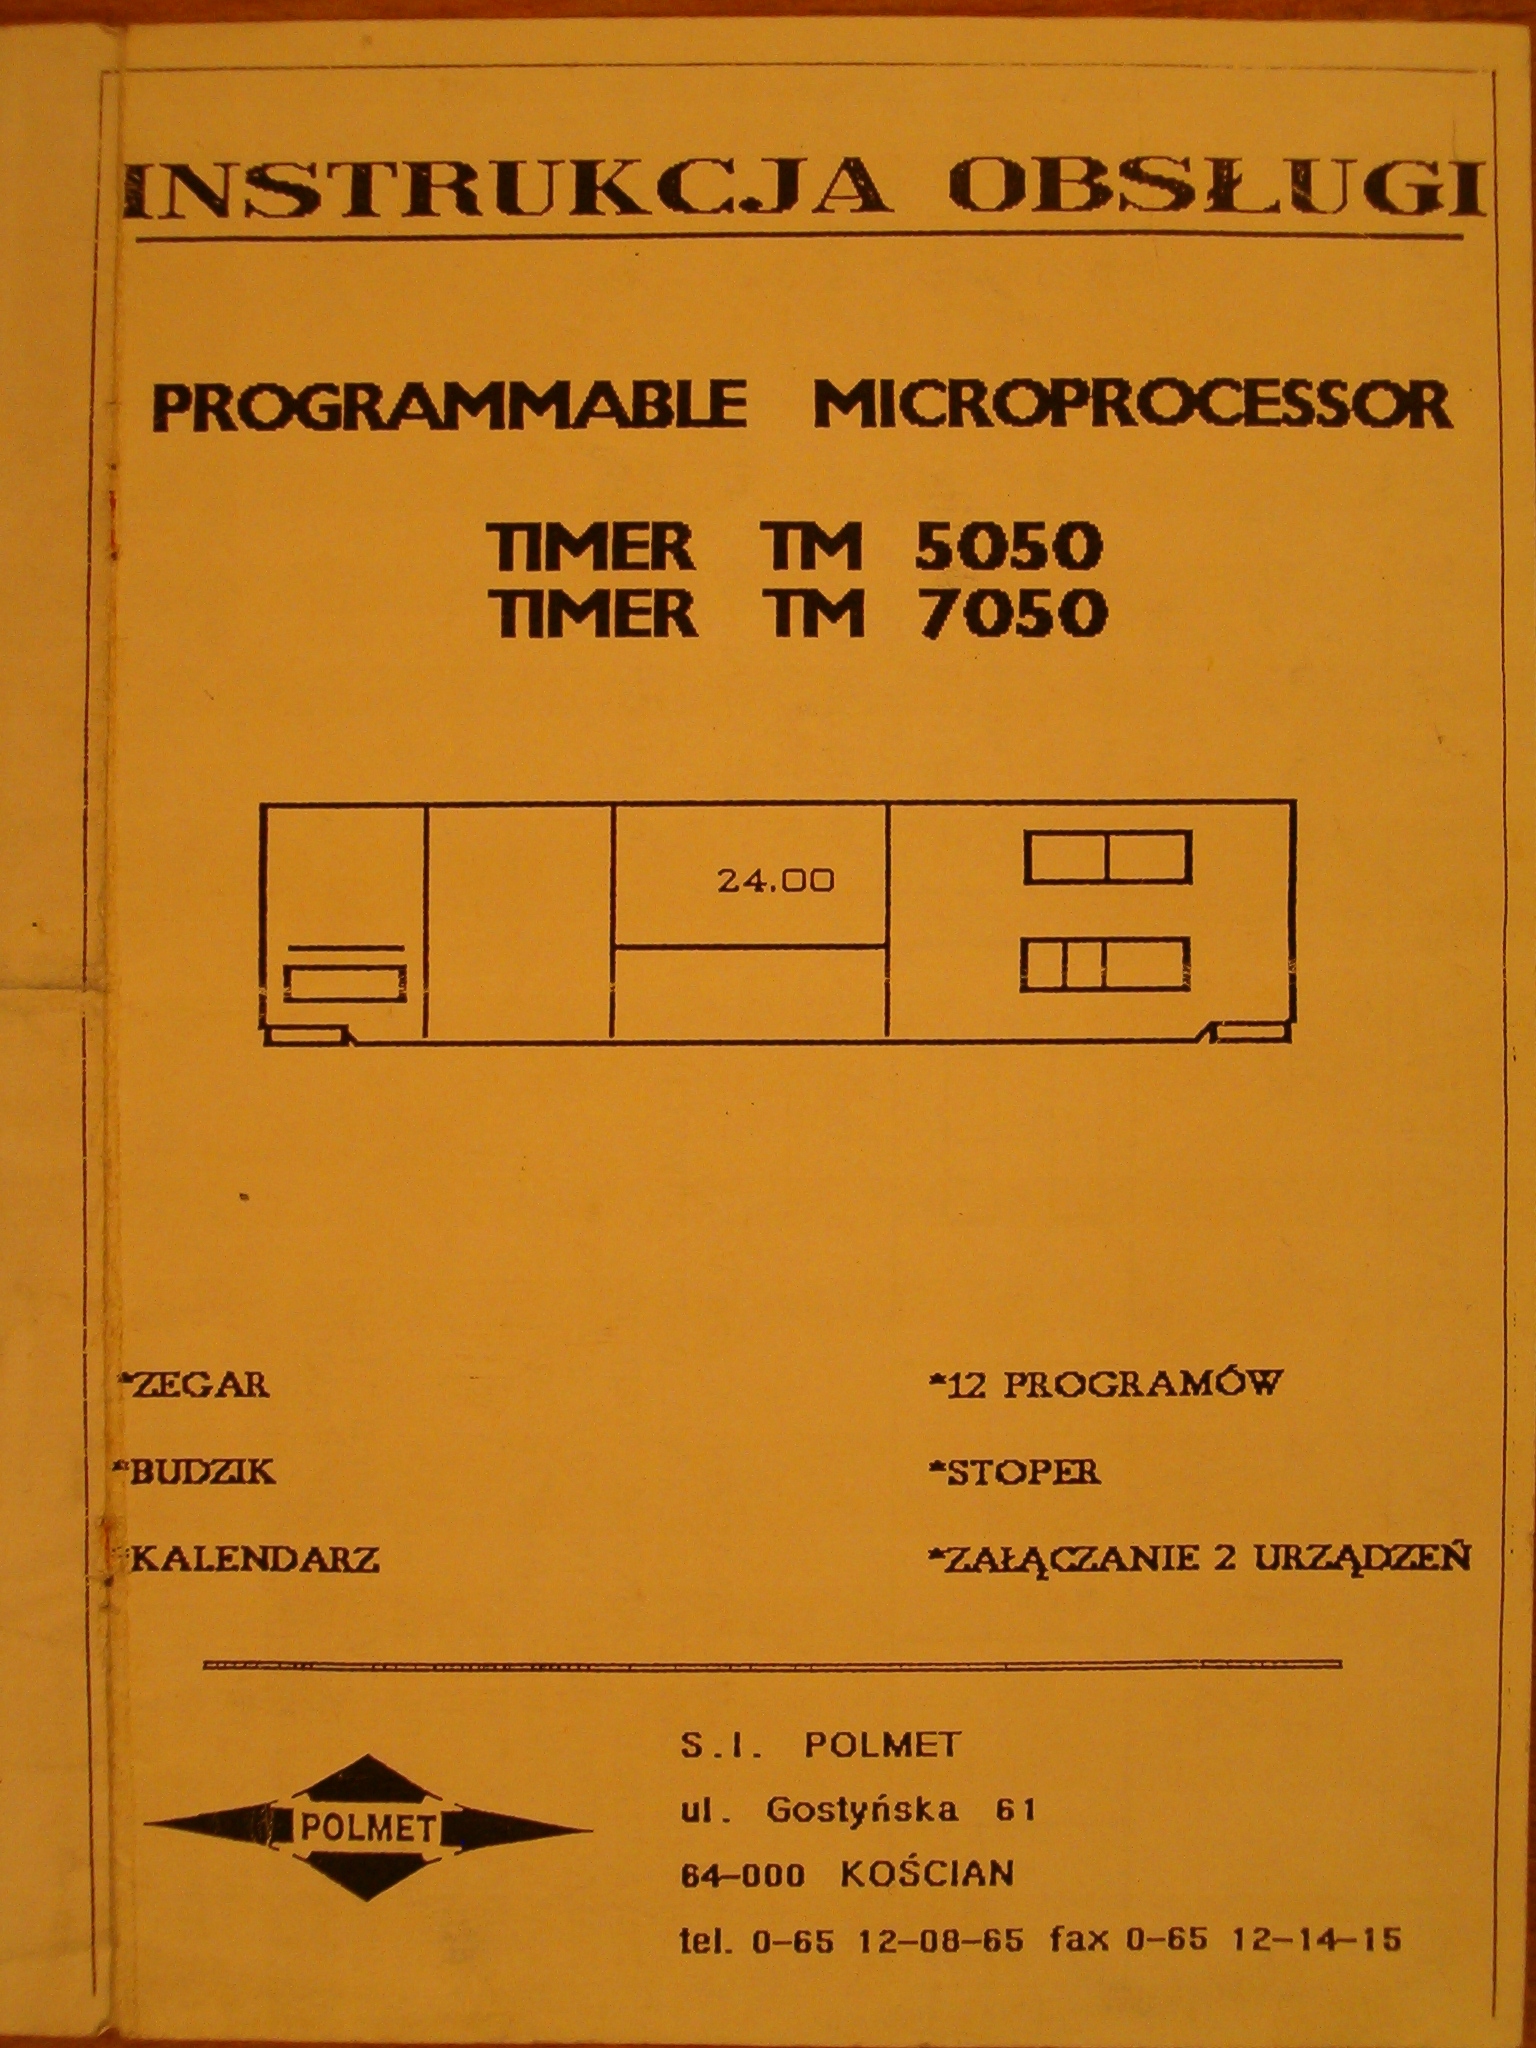 INSTRUKCJA OBSŁUGI
PROGRAMMABLE MICROPROCESSOR
TIMER TM 5050
TIMER TM 7050
24.00
*ZEGAR
*12 PROGRAMÓW
*BUDZIK
*STOPER
*KALENDARZ
*ZAŁĄCZANIE 2 URZĄDZEŃ
POLMET
S.I. POLMET
ul. Gostyńska 61
64-000 KOŚCIAN
tel. 0-65 12-08-65 fax 0-65 12-14-15